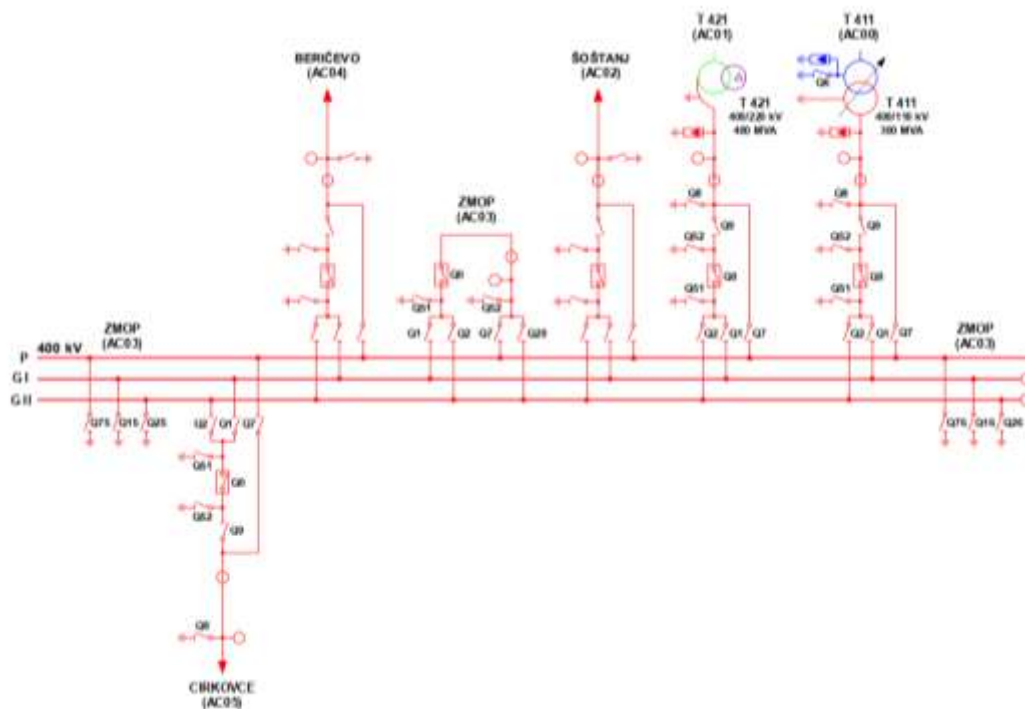 T 421
(AC01)
T 411
(AC00)
BERIČEVO
(AC04)
ŠOŠTANJ
(AC02)
T 421
400/220 kV
400 MVA
T 411
400/110 kV
300 MVA
Q8
ZMOP
(AC03)
Q8
Q9
Q52
Q0
Q51
Q8
Q9
Q52
Q0
Q51
Q0
Q51
Q52
Q1
Q2
Q7
Q20
Q2
Q1
Q7
Q2
Q1
Q7
ZMOP
(AC03)
ZMOP
(AC03)
P
400 kV
G I
G II
Q75
Q15
Q25
Q2
Q1
Q7
Q76
Q16
Q26
Q51
Q0
Q52
Q9
Q8
CIRKOVCE
(AC05)